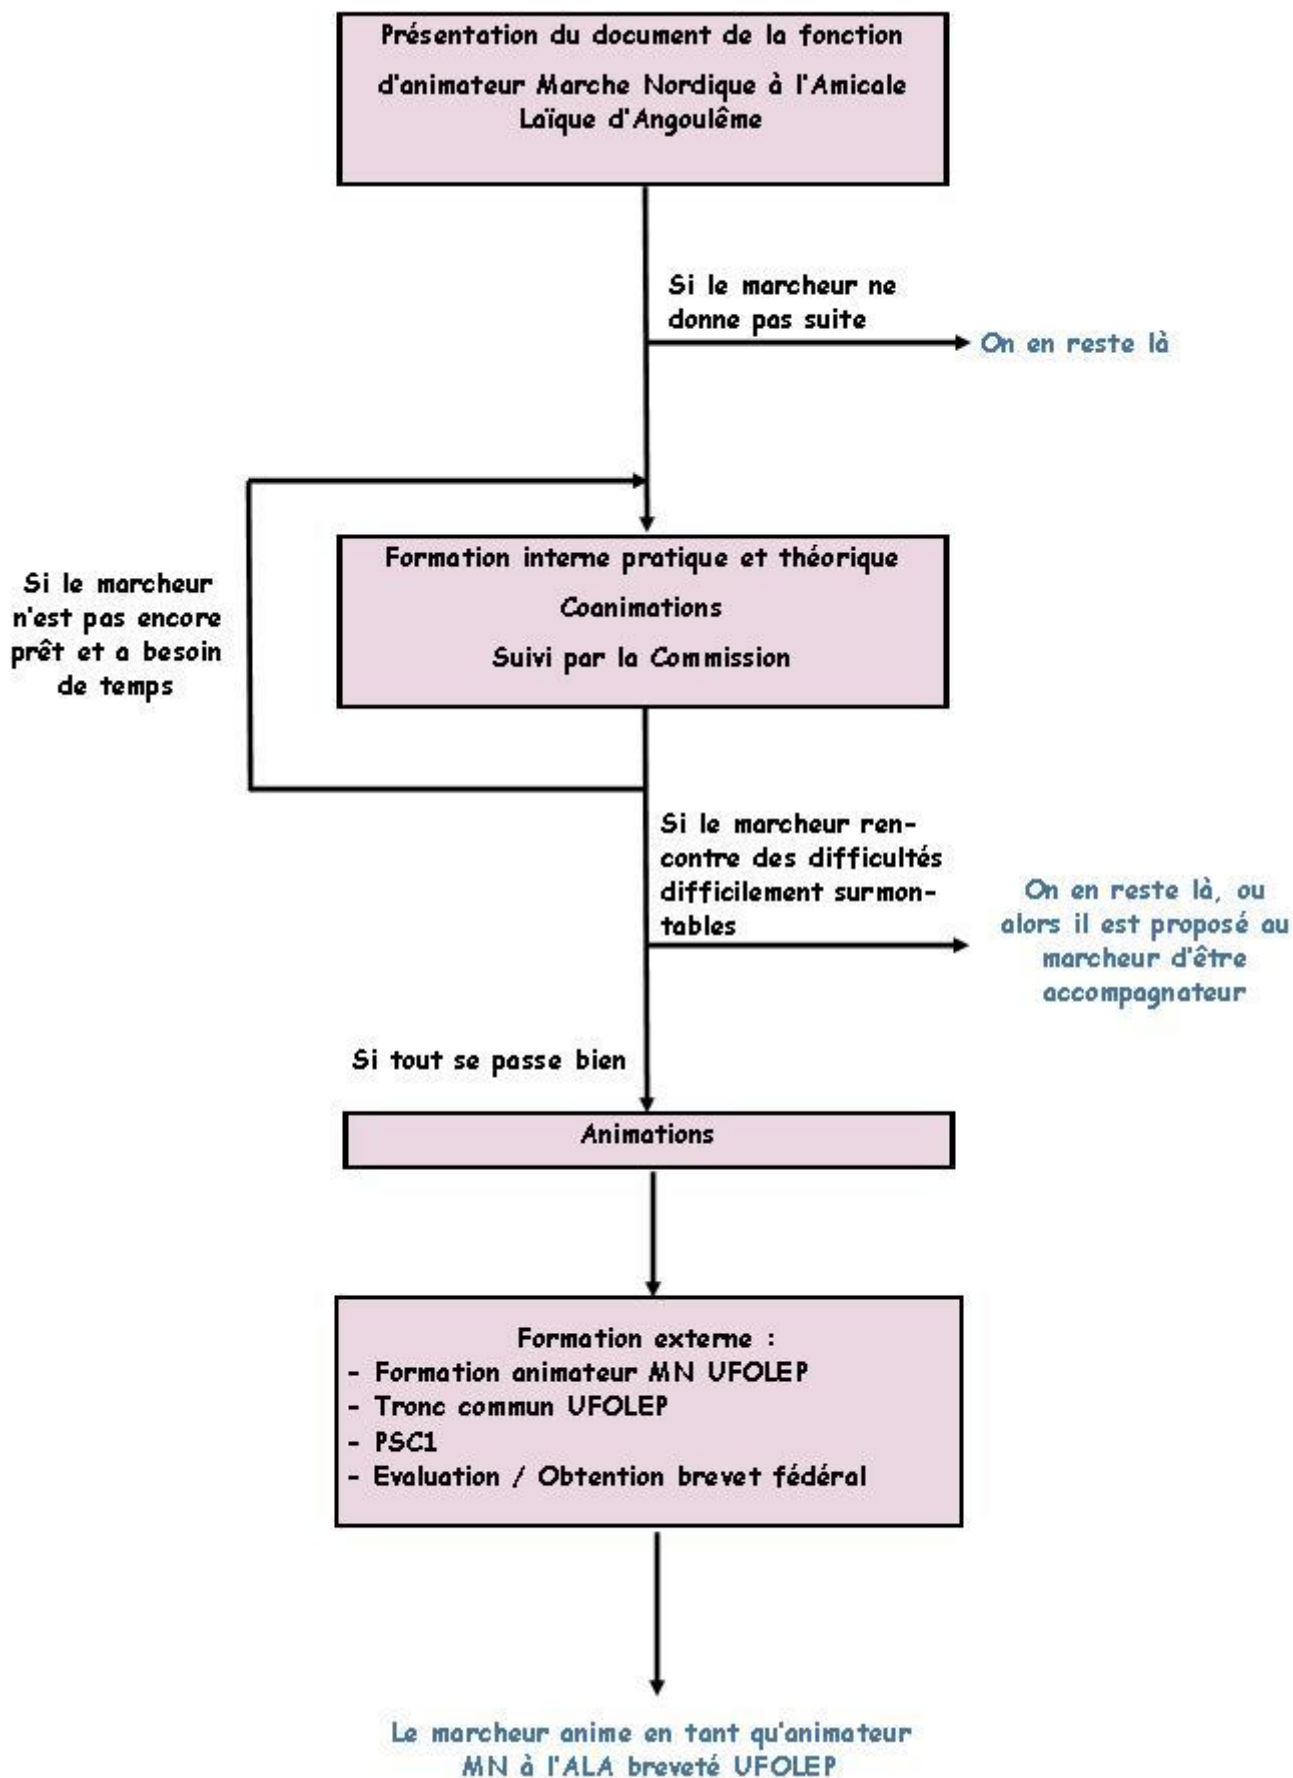 Présentation du document de la fonction
d'animateur Marche Nordique à l'Amicale
Laïque d'Angoulême
Si le marcheur ne
donne pas suite
On en reste là
Formation interne pratique et théorique
Coanimations
Suivi par la Commission
Si le marcheur
n'est pas encore
prêt et a besoin
de temps
Si le marcheur ren-
contre des difficultés
difficilement surmon-
tables
On en reste là, ou
alors il est proposé au
marcheur d'être
accompagnateur
Si tout se passe bien
Animations
Formation externe :
- Formation animateur MN UFOLEP
- Tronc commun UFOLEP
- PSC1
- Evaluation / Obtention brevet fédéral
Le marcheur anime en tant qu'animateur
MN à l'ALA breveté UFOLEP